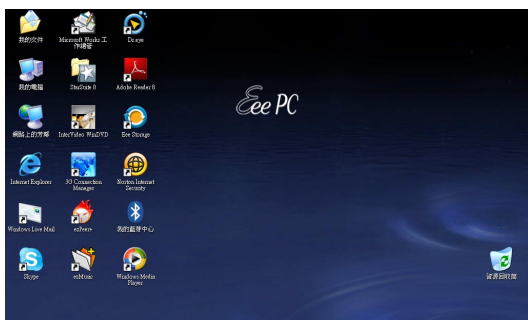 我的文件
Microsoft Works 工
作總管
Dr.eye
我的電腦
StarSuite 8
Adobe Reader 8
Eee PC
網路上的芳鄰
InterVideo WinDVD
Eee Storage
Internet Explorer
3G Connection
Manager
Norton Internet
Security
Windows Live Mail
ezPeer+
我的藍芽中心
Skype
ezMusic
Windows Media
Player
資源回收筒